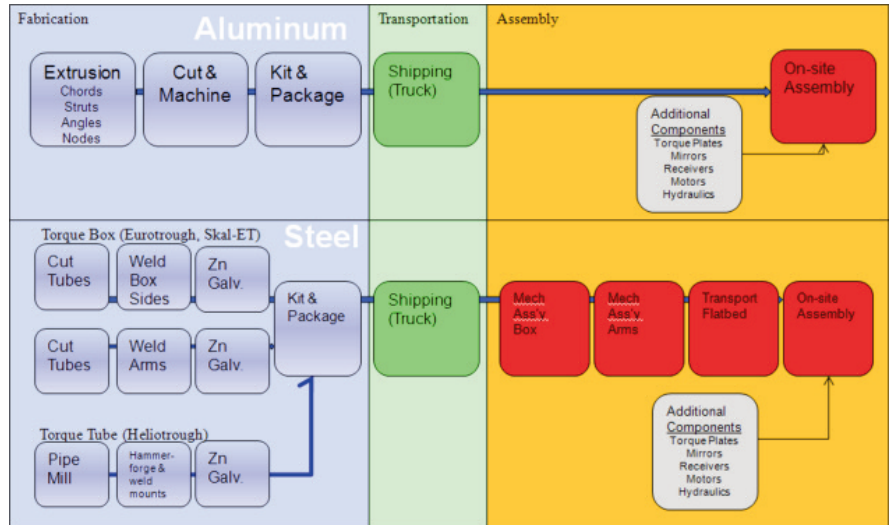 Fabrication
Aluminum
Transportation
Assembly
Extrusion
Chords
Struts
Angles
Nodes
Cut &
Machine
Kit &
Package
Shipping
(Truck)
On-site
Assembly
Additional
Components
Torque Plates
Mirrors
Receivers
Motors
Hydraulics
Steel
Torque Box (Eurotrough, Skal-ET)
Cut
Tubes
Weld
Box
Sides
Zn
Galv.
Kit &
Package
Shipping
(Truck)
Mech
Ass'y.
Box
Mech
Ass'y.
Arms
Transport
Flatbed
On-site
Assembly
Cut
Tubes
Weld
Arms
Zn
Galv.
Torque Tube (Heliotrough)
Pipe
Mill
Hammer-
forge &
weld
mounts
Zn
Galv.
Additional
Components
Torque Plates
Mirrors
Receivers
Motors
Hydraulics